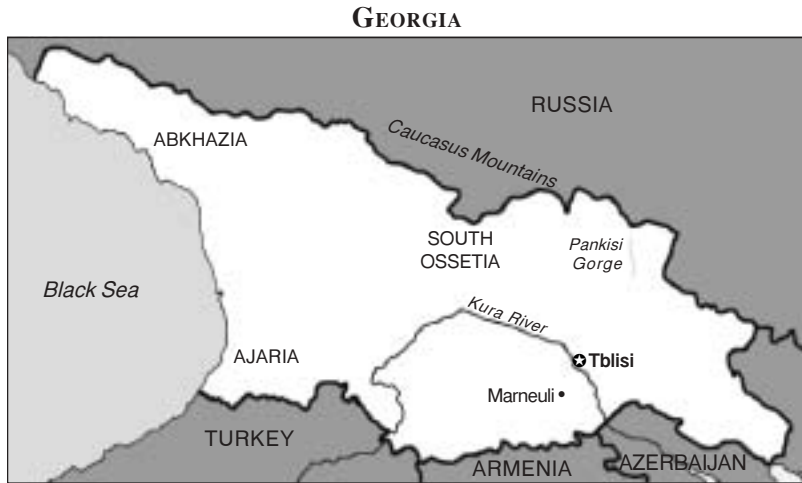 GEORGIA
RUSSIA
Caucasus Mountains
ABKHAZIA
SOUTH
OSSETIA
Pankisi
Gorge
Black Sea
Kura River
AJARIA
Tblisi
Marneuli
TURKEY
ARMENIA
AZERBAIJAN